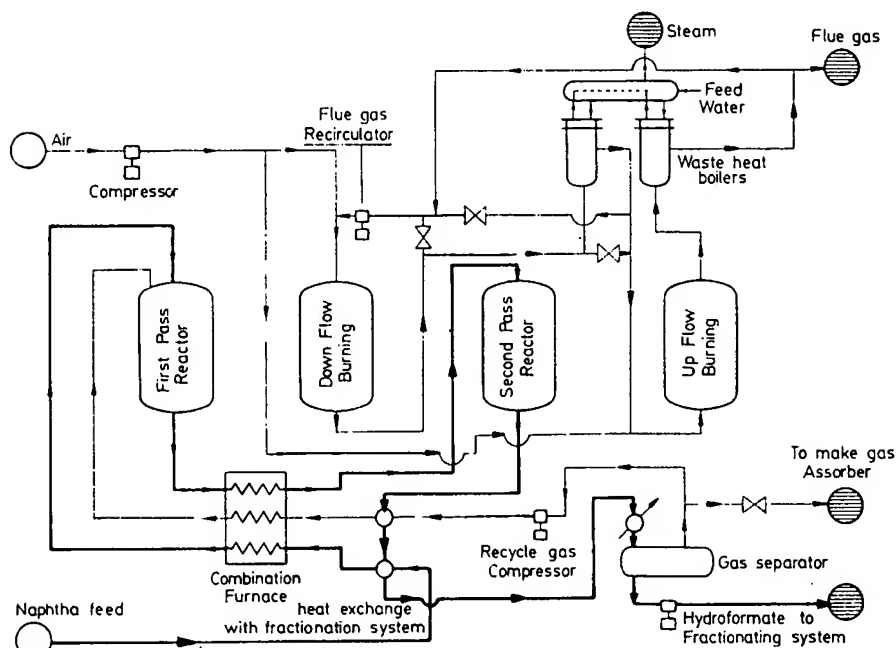 Steam
Flue gas
Feed
Water
Flue gas
Recirculator
Air
Compressor
Waste heat
boilers
First Pass
Reactor
Down Flow
Burning
Second Pass
Reactor
Up Flow
Burning
To make gas
Assorber
Recycle gas
Compressor
Gas separator
Combination
Furnace
heat exchange
with fractionation system
Naphtha feed
Hydroformate to
Fractionating system